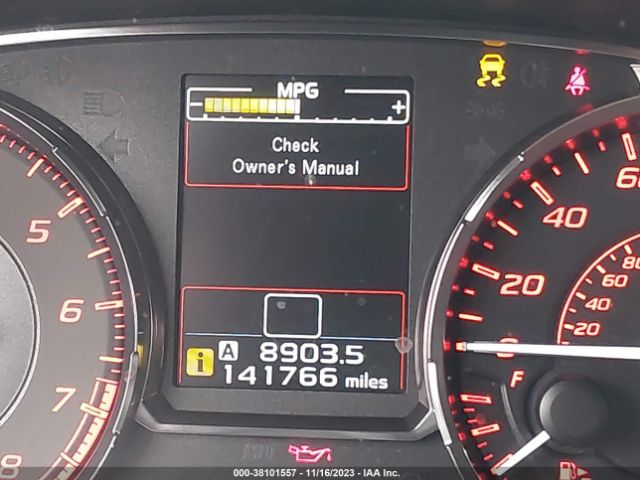 MPG
- +
Check
Owner's Manual
5
6
7
8
i A 8903.5
141766 miles
0
20
40
60
20
40
60
80
F
000-38101557 - 11/16/2023 - IAA Inc.